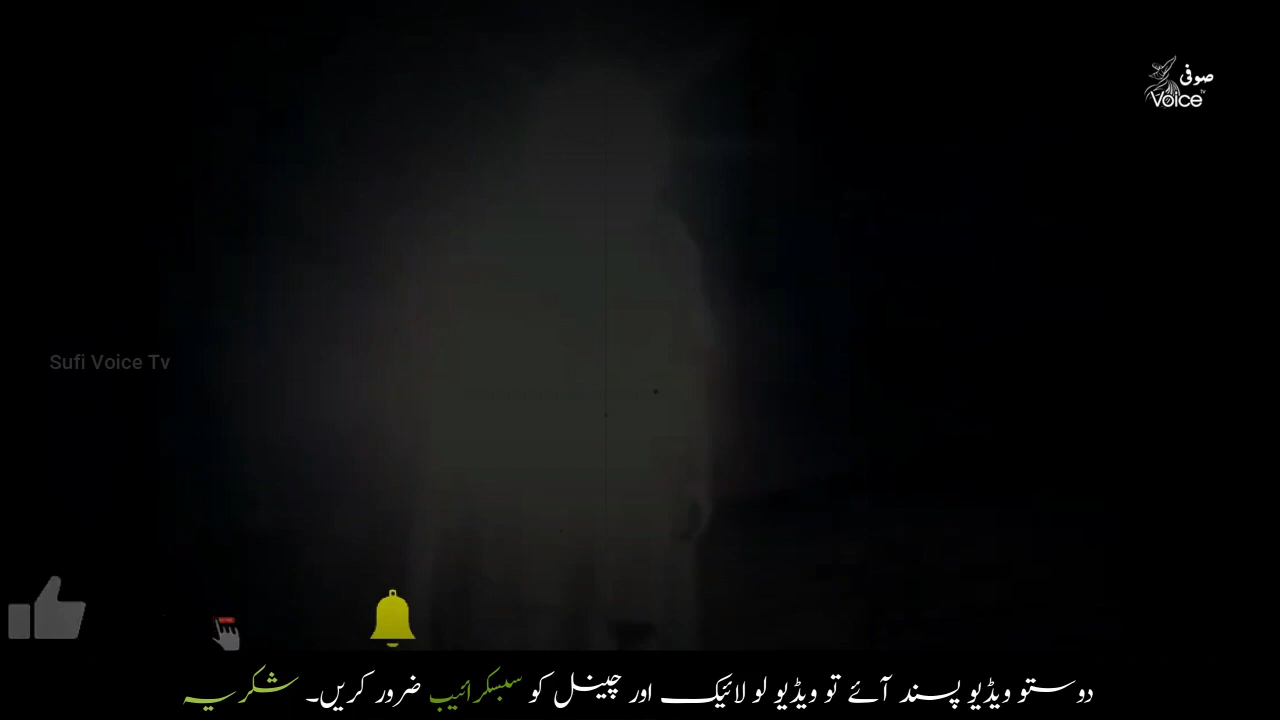 صوفی
Voice tv
Sufi Voice Tv
دوستو ویڈیو پسند آئے تو ویڈیو لو لائیک اور چینل کو سبسکرائیب ضرور کریں۔ شکریہ